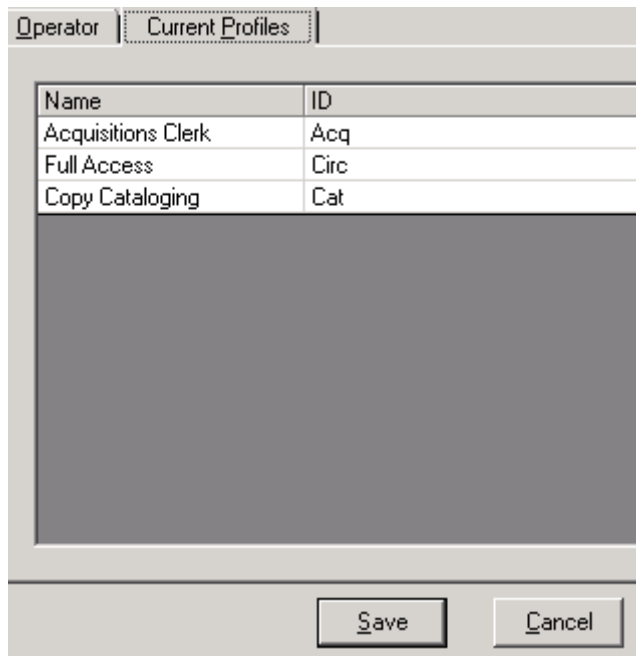 Operator Current Profiles
Name ID
Acquisitions Clerk Acq
Full Access Circ
Copy Cataloging Cat
Save Cancel